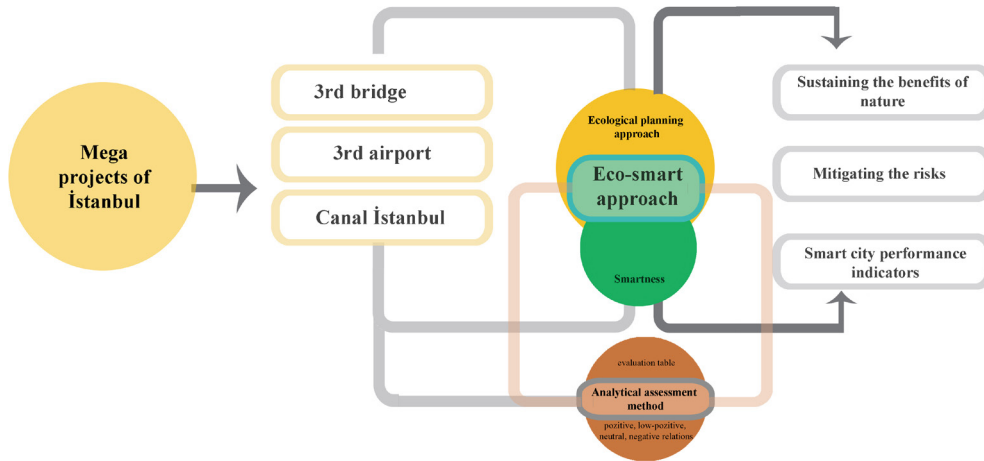 Mega
projects of
İstanbul
3rd bridge
3rd airport
Canal İstanbul
Ecological planning
approach
Eco-smart
approach
Smartness
evaluation table
Analytical assessment
method
pozitive, low-pozitive,
neutral, negative relations
Sustaining the benefits of
nature
Mitigating the risks
Smart city performance
indicators